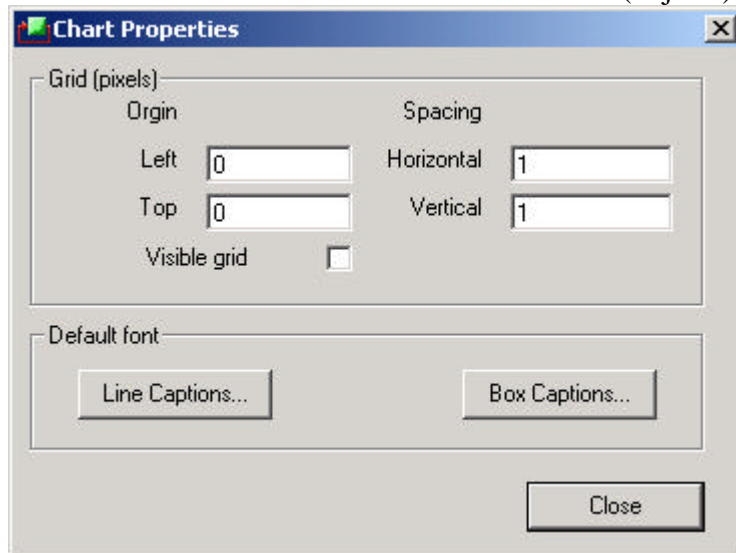 Chart Properties
Grid (pixels)
Orgin Spacing
Left 0 Horizontal 1
Top 0 Vertical 1
Visible grid
Default font
Line Captions... Box Captions...
Close